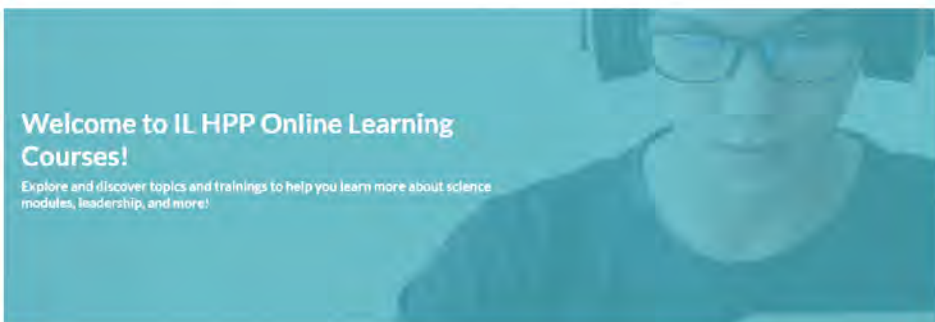 Welcome to IL HPP Online Learning
Courses!
Explore and discover topics and trainings to help you learn more about science
modules, leadership, and more!